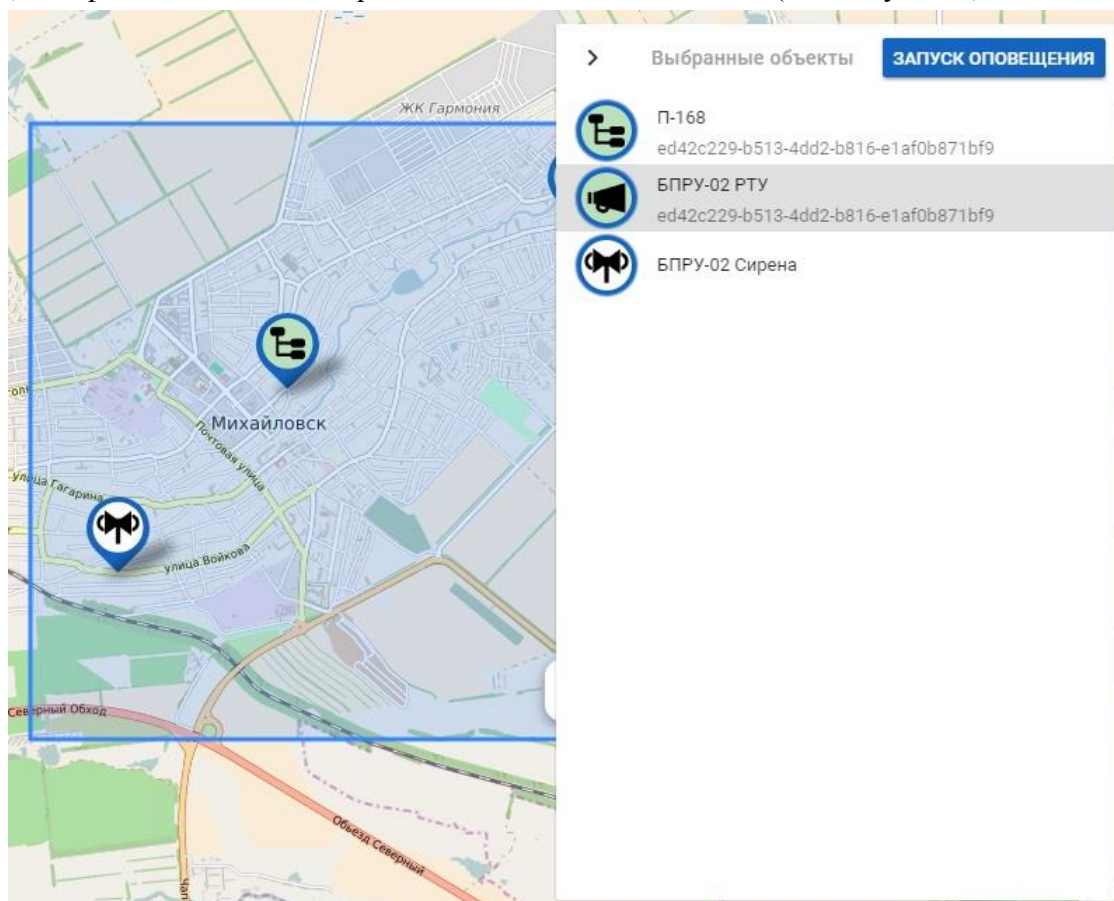 Выбранные объекты
ЗАПУСК ОПОВЕЩЕНИЯ
П-168
ed42c229-b513-4dd2-b816-e1af0b871bf9
БПРУ-02 РТУ
ed42c229-b513-4dd2-b816-e1af0b871bf9
БПРУ-02 Сирена
ЖК Гармония
Михайловск
Почтовая улица
улица Гагарина
улица Войкова
Северный Обход
Объезд Северный